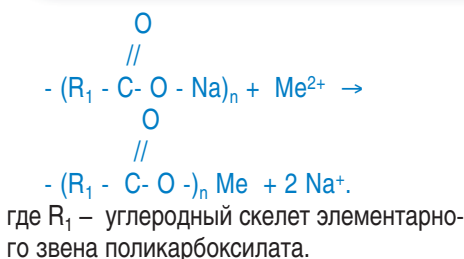 O
//
- (R₁ - C- O - Na)ₙ + Me²⁺ →
O
//
- (R₁ - C- O -)ₙ Me + 2 Na⁺.
где R₁ – углеродный скелет элементарно-
го звена поликарбоксилата.